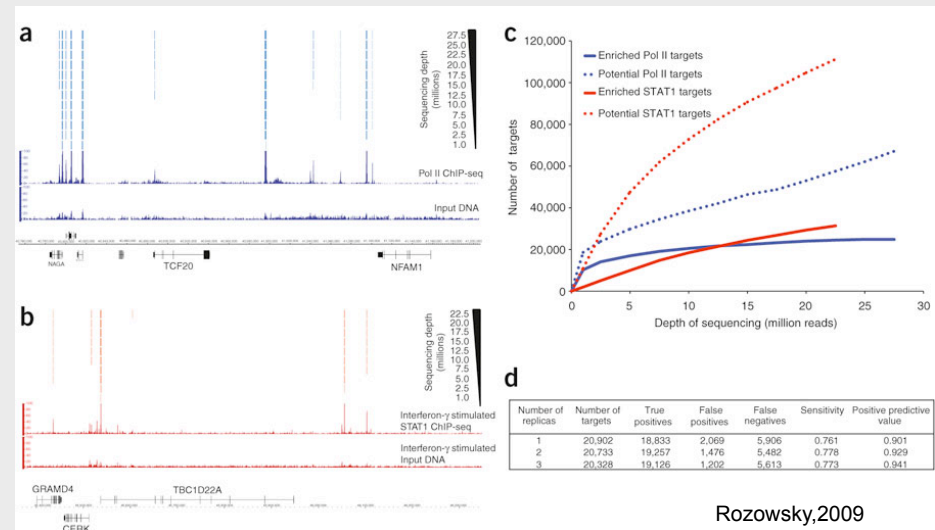 a
27.5
25.0
22.5
20.0
17.5
15.0
12.5
10.0
7.5
5.0
2.5
1.0
Sequencing depth
(millions)
Pol II ChIP-seq
Input DNA
NAGA
TCF20
NFAM1
b
22.5
20.0
17.5
15.0
12.5
10.0
7.5
5.0
2.5
1.0
Sequencing depth
(millions)
Interferon-γ stimulated
STAT1 ChIP-seq
Interferon-γ stimulated
Input DNA
GRAMD4
TBC1D22A
CERK
c
120,000
100,000
80,000
60,000
40,000
20,000
0
Number of targets
Enriched Pol II targets
Potential Pol II targets
Enriched STAT1 targets
Potential STAT1 targets
0 5 10 15 20 25 30
Depth of sequencing (million reads)
d
Number of replicas Number of targets True positives False positives False negatives Sensitivity Positive predictive value
1 20,902 18,833 2,069 5,906 0.761 0.901
2 20,733 19,257 1,476 5,482 0.778 0.929
3 20,328 19,126 1,202 5,613 0.773 0.941
Rozowsky,2009